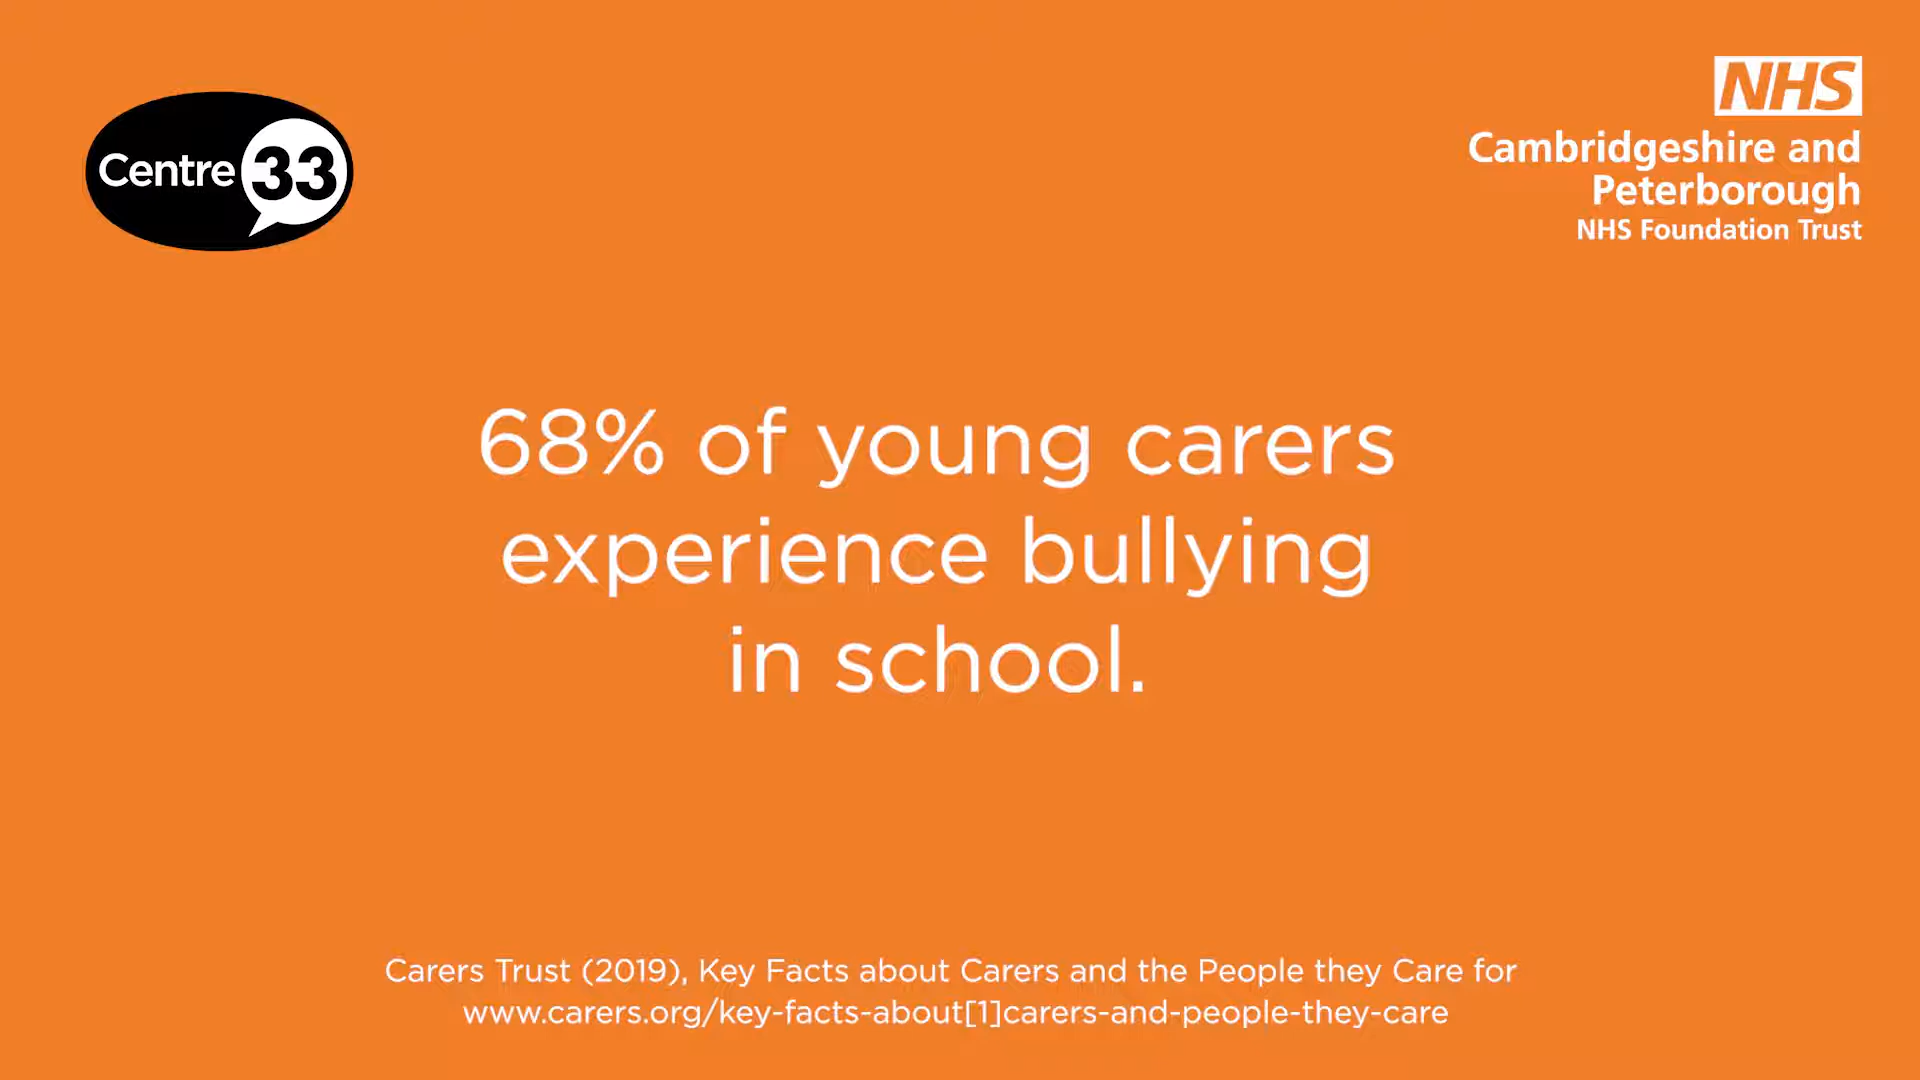 Centre 33
NHS
Cambridgeshire and
Peterborough
NHS Foundation Trust
68% of young carers
experience bullying
in school.
Carers Trust (2019), Key Facts about Carers and the People they Care for
www.carers.org/key-facts-about[1]carers-and-people-they-care